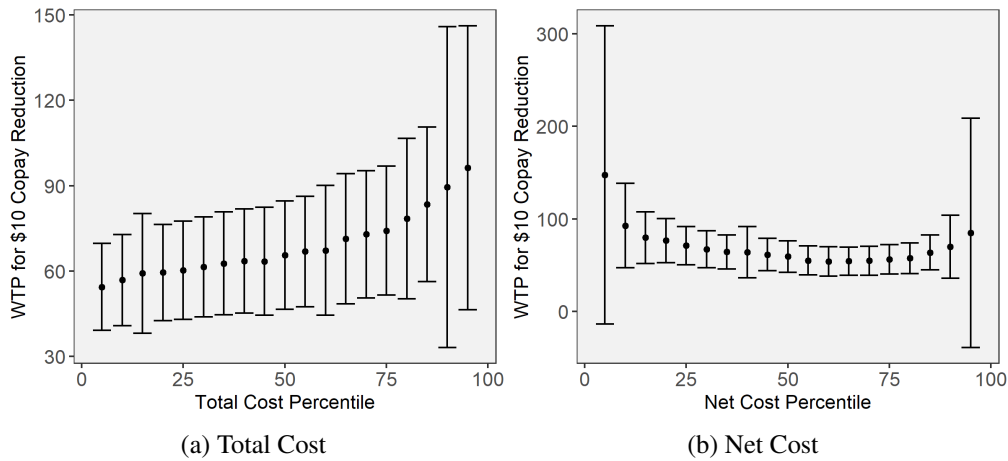 WTP for $10 Copay Reduction
150
120
90
60
30
0 25 50 75 100
Total Cost Percentile
(a) Total Cost
WTP for $10 Copay Reduction
300
200
100
0
0 25 50 75 100
Net Cost Percentile
(b) Net Cost